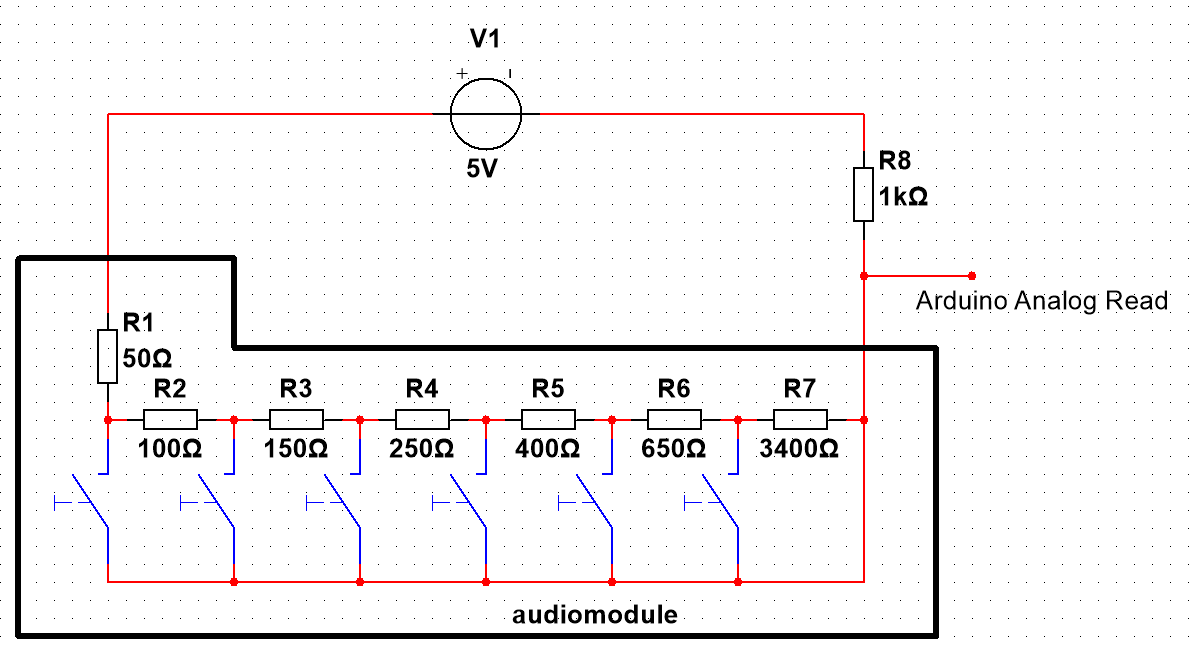 V1
+ -
5V
R8
1kΩ
Arduino Analog Read
R1
50Ω
R2 R3 R4 R5 R6 R7
100Ω 150Ω 250Ω 400Ω 650Ω 3400Ω
audiomodule